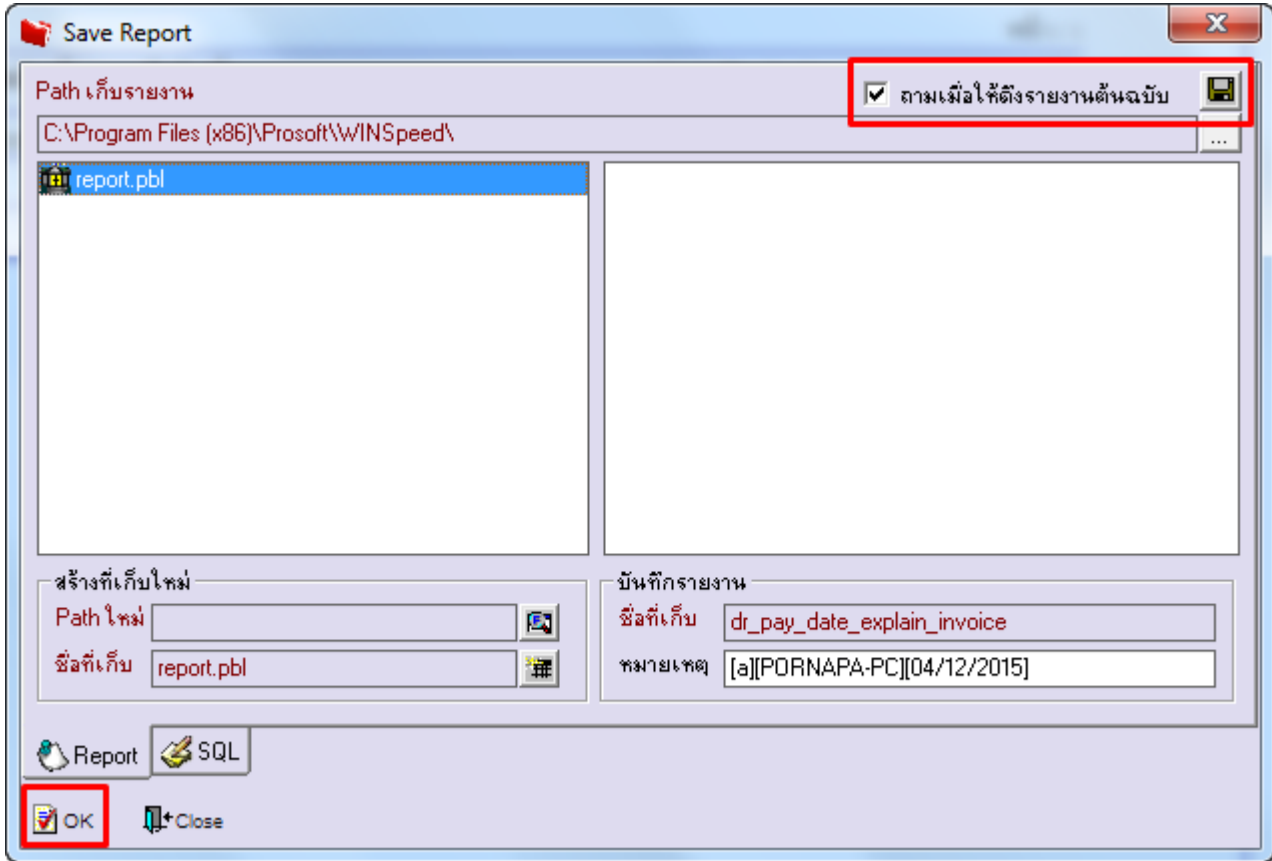 Save Report
Path เก็บรายงาน
ถามเมื่อให้ดึงรายงานต้นฉบับ
C:\Program Files (x86)\Prosoft\WINSpeed\
...
report.pbl
สร้างที่เก็บใหม่
Path ใหม่
ชื่อที่เก็บ report.pbl
บันทึกรายงาน
ชื่อที่เก็บ dr_pay_date_explain_invoice
หมายเหตุ [a][PORNAPA-PC][04/12/2015]
Report SQL
OK Close